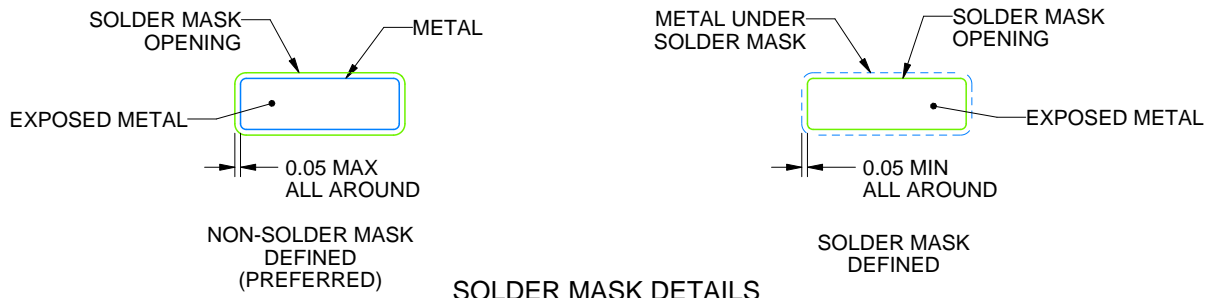 SOLDER MASK
OPENING
METAL
EXPOSED METAL
0.05 MAX
ALL AROUND
NON-SOLDER MASK
DEFINED
(PREFERRED)
METAL UNDER
SOLDER MASK
SOLDER MASK
OPENING
EXPOSED METAL
0.05 MIN
ALL AROUND
SOLDER MASK
DEFINED
SOLDER MASK DETAILS